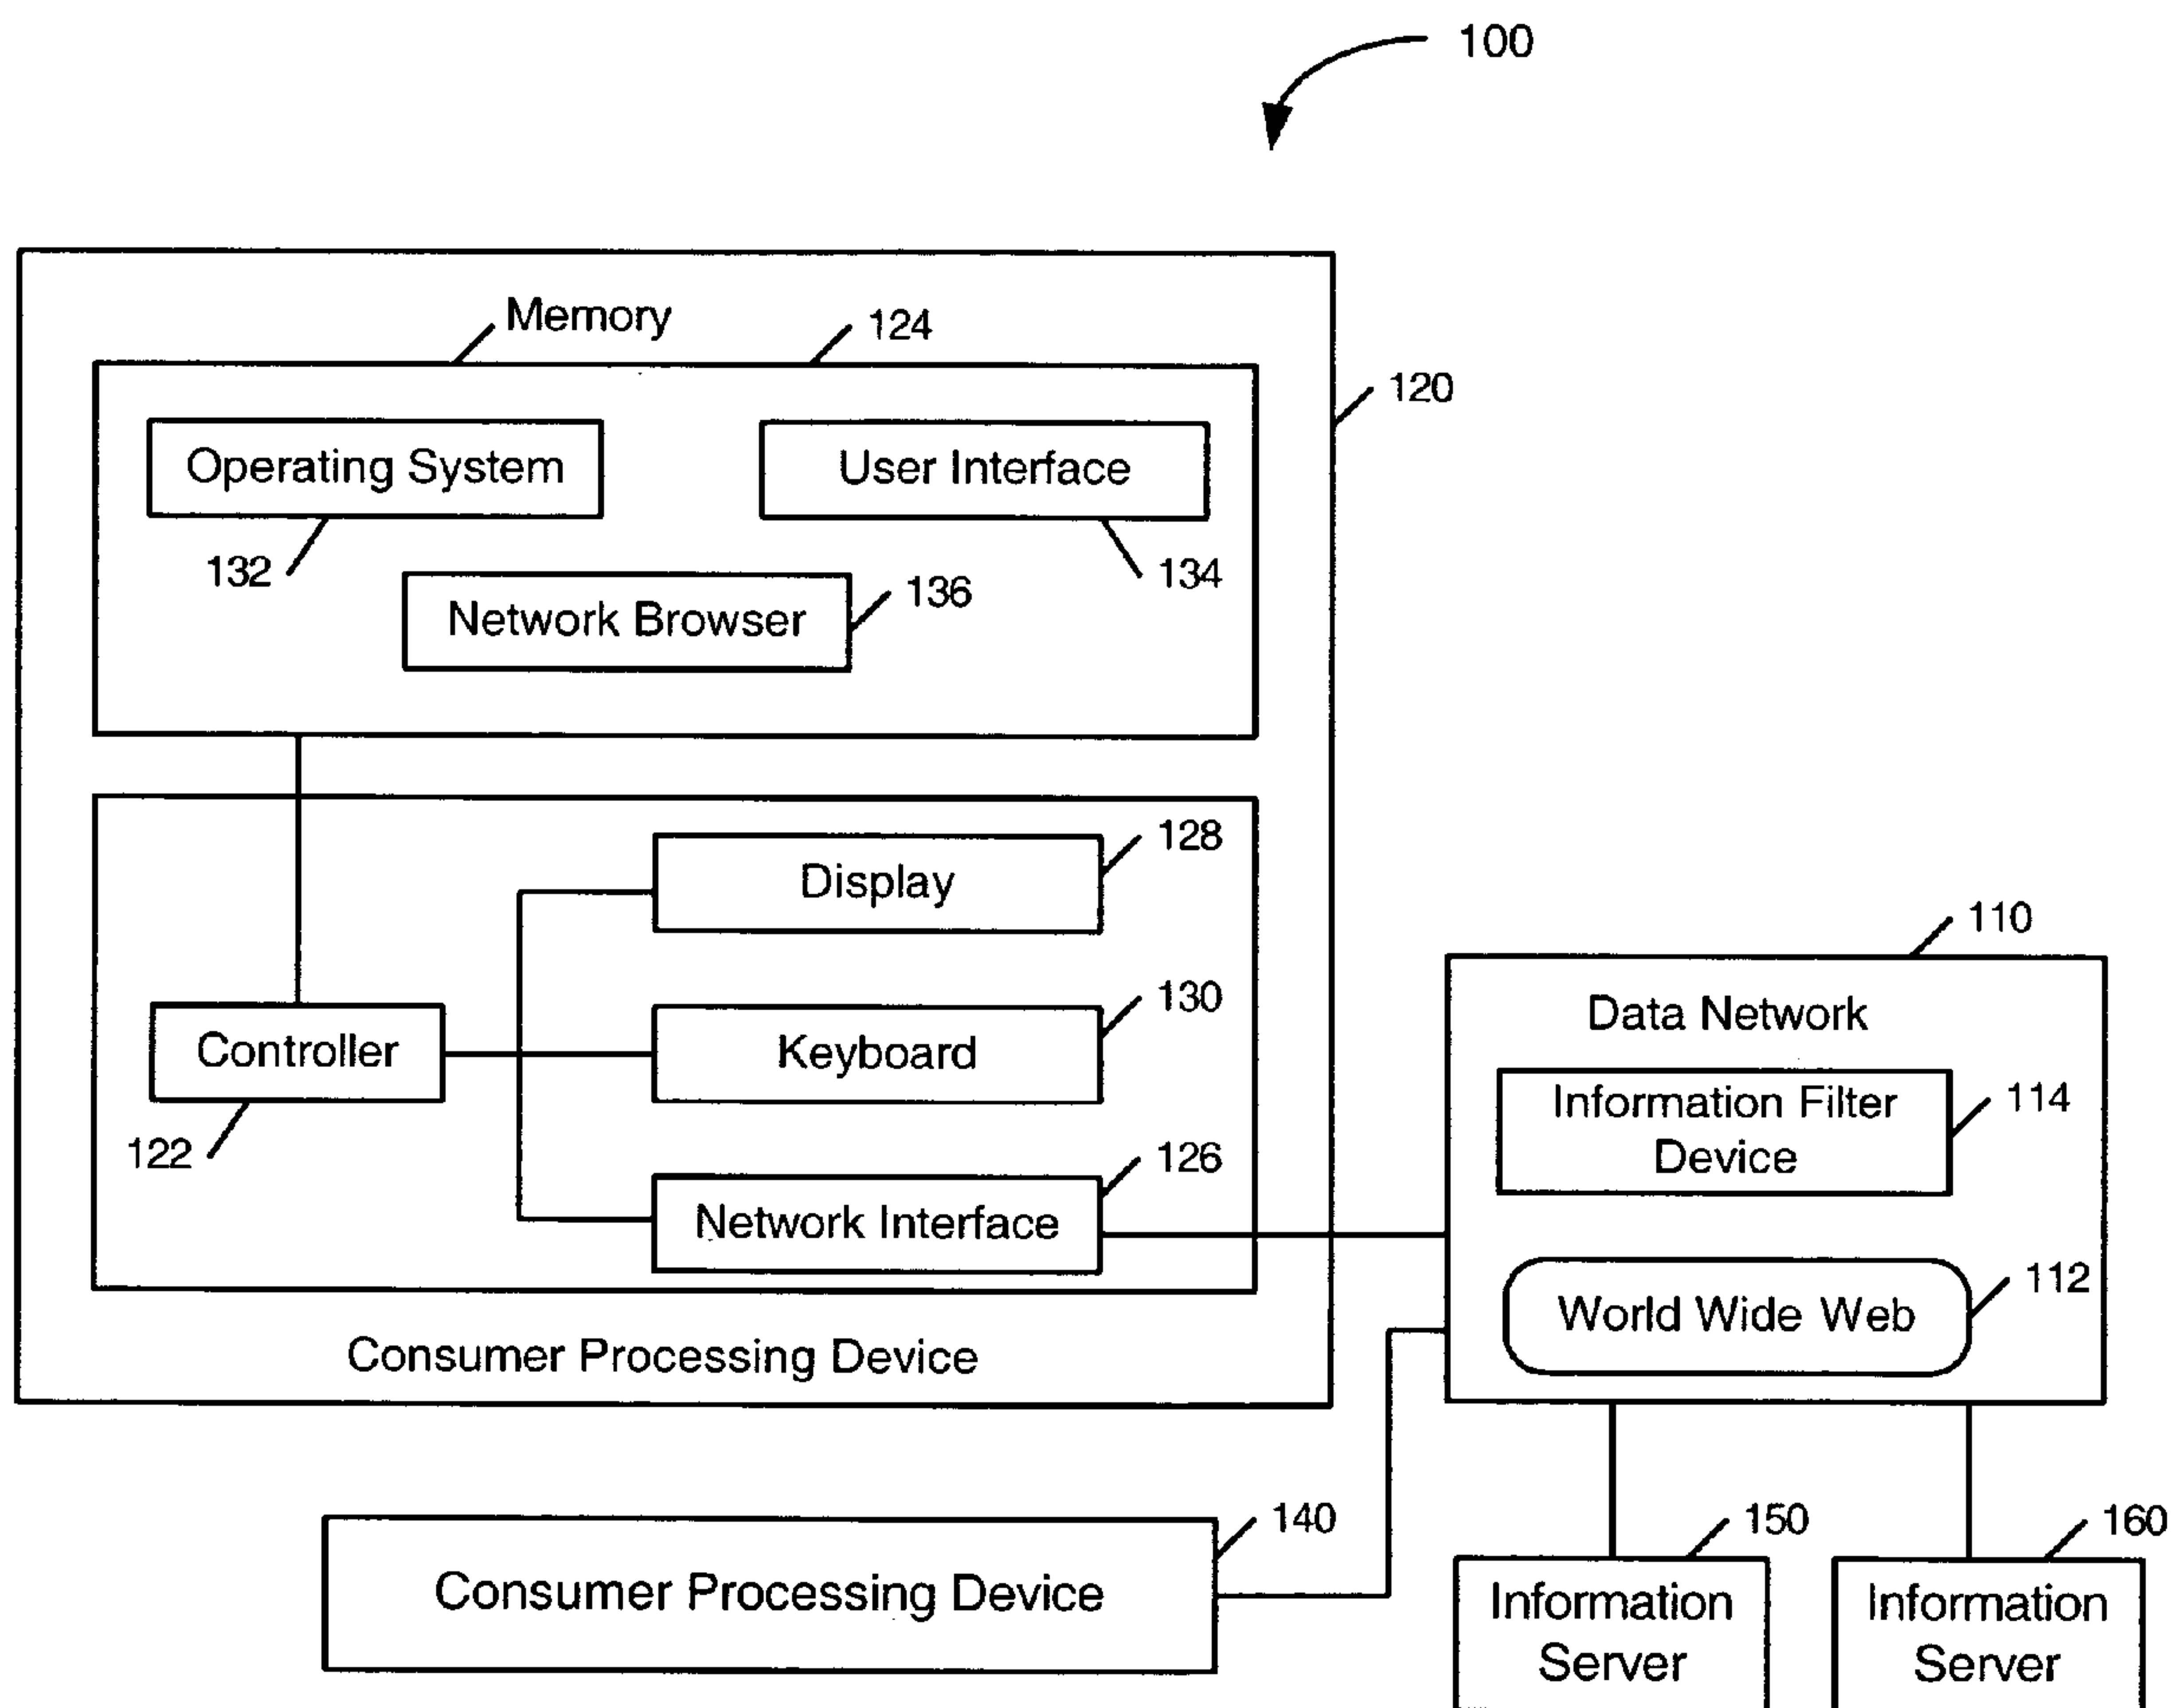 100
Memory
124
120
Operating System
User Interface
132
134
136
Network Browser
128
Display
110
130
Data Network
Controller
Keyboard
Information Filter
Device
114
122
126
Network Interface
112
World Wide Web
Consumer Processing Device
140
150
160
Consumer Processing Device
Information
Server
Information
Server